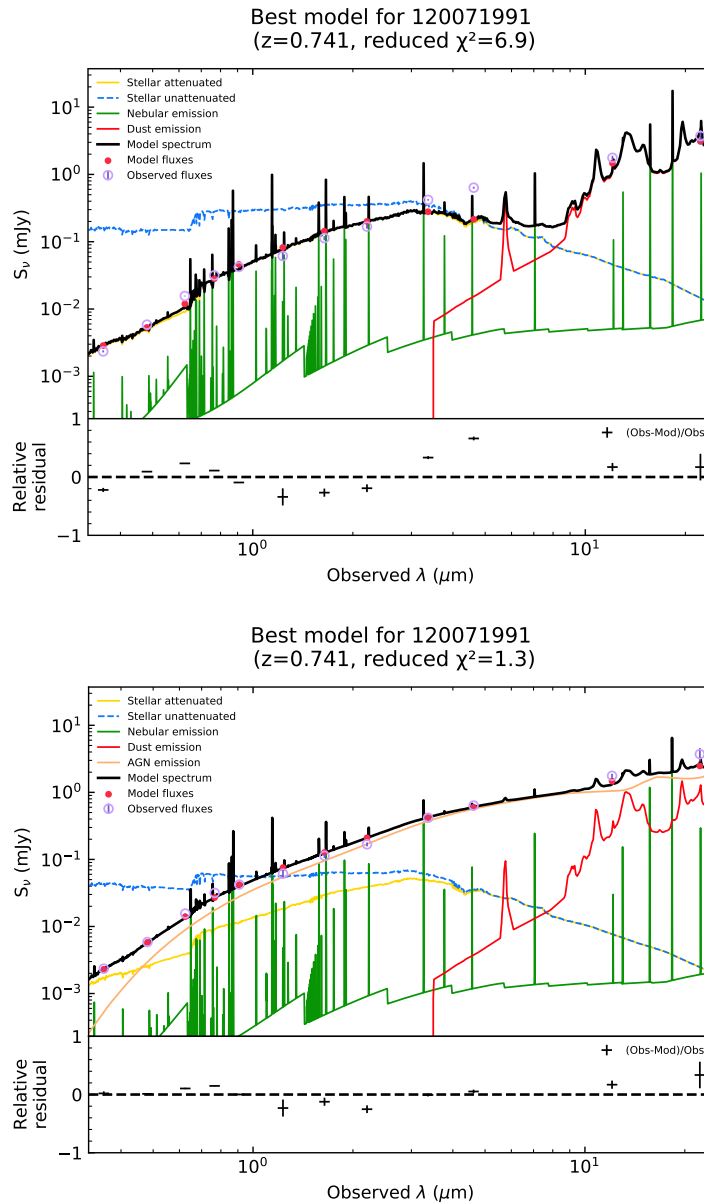 Best model for 120071991
(z=0.741, reduced χ²=6.9)
Stellar attenuated
Stellar unattenuated
Nebular emission
Dust emission
Model spectrum
Model fluxes
Observed fluxes
10¹
10⁰
10⁻¹
10⁻²
10⁻³
S_ν (mJy)
1
0
−1
Relative
residual
(Obs-Mod)/Obs
10⁰
10¹
Observed λ (μm)
Best model for 120071991
(z=0.741, reduced χ²=1.3)
Stellar attenuated
Stellar unattenuated
Nebular emission
Dust emission
AGN emission
Model spectrum
Model fluxes
Observed fluxes
10¹
10⁰
10⁻¹
10⁻²
10⁻³
S_ν (mJy)
1
0
−1
Relative
residual
(Obs-Mod)/Obs
10⁰
10¹
Observed λ (μm)